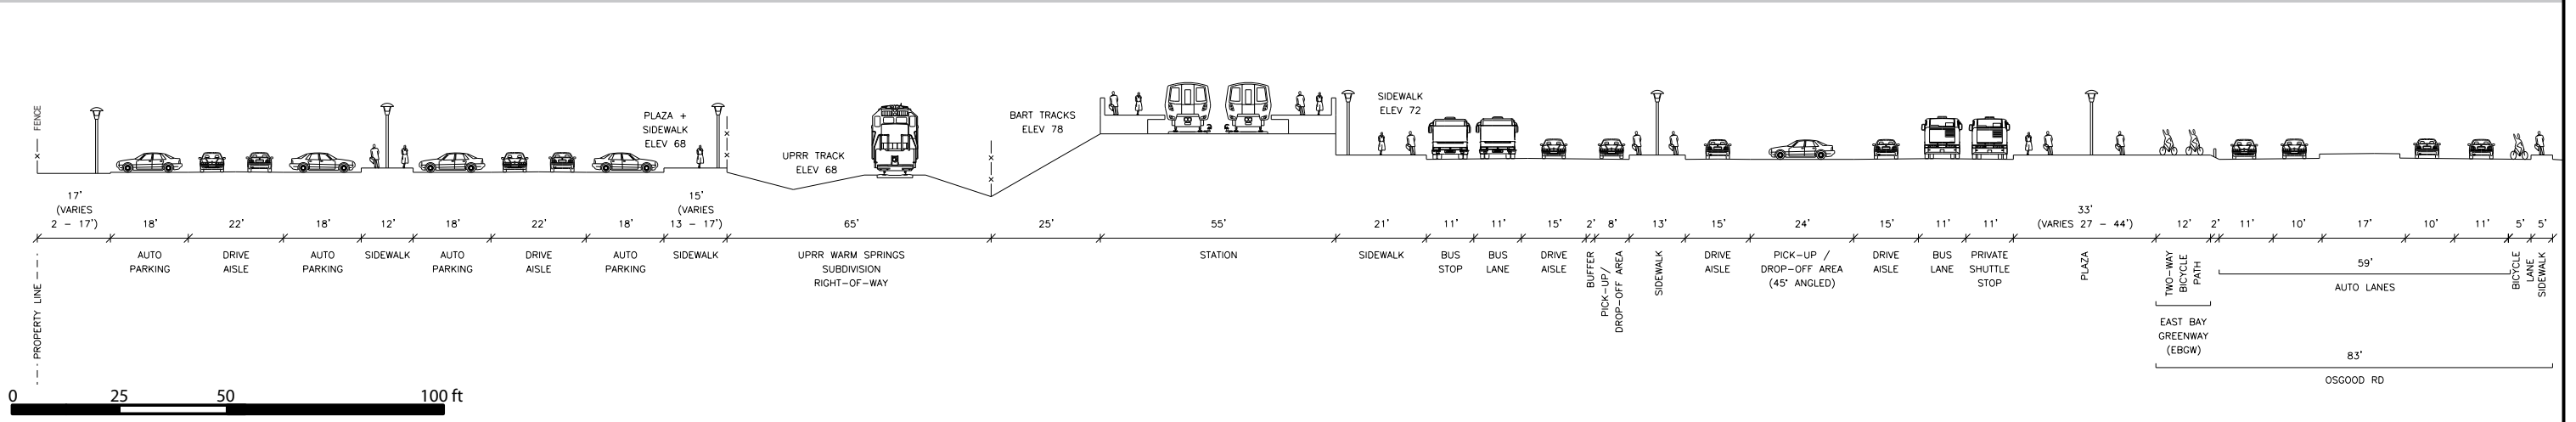 FENCE
PLAZA +
SIDEWALK
ELEV 68
UPRR TRACK
ELEV 68
BART TRACKS
ELEV 78
SIDEWALK
ELEV 72
17'
(VARIES
2 - 17')
18'
22'
18'
12'
18'
22'
18'
15'
(VARIES
13 - 17')
65'
25'
55'
21'
11'
11'
15'
2'
8'
13'
15'
24'
15'
11'
11'
33'
(VARIES 27 - 44')
12'
2'
11'
10'
17'
10'
11'
5'
5'
PROPERTY LINE
AUTO
PARKING
DRIVE
AISLE
AUTO
PARKING
SIDEWALK
AUTO
PARKING
DRIVE
AISLE
AUTO
PARKING
SIDEWALK
UPRR WARM SPRINGS
SUBDIVISION
RIGHT-OF-WAY
STATION
SIDEWALK
BUS
STOP
BUS
LANE
DRIVE
AISLE
BUFFER
PICK-UP/
DROP-OFF AREA
SIDEWALK
DRIVE
AISLE
PICK-UP /
DROP-OFF AREA
(45° ANGLED)
DRIVE
AISLE
BUS
LANE
PRIVATE
SHUTTLE
STOP
PLAZA
TWO-WAY
BICYCLE
PATH
EAST BAY
GREENWAY
(EBGW)
59'
AUTO LANES
BICYCLE
LANE
SIDEWALK
83'
OSGOOD RD
0 25 50 100 ft